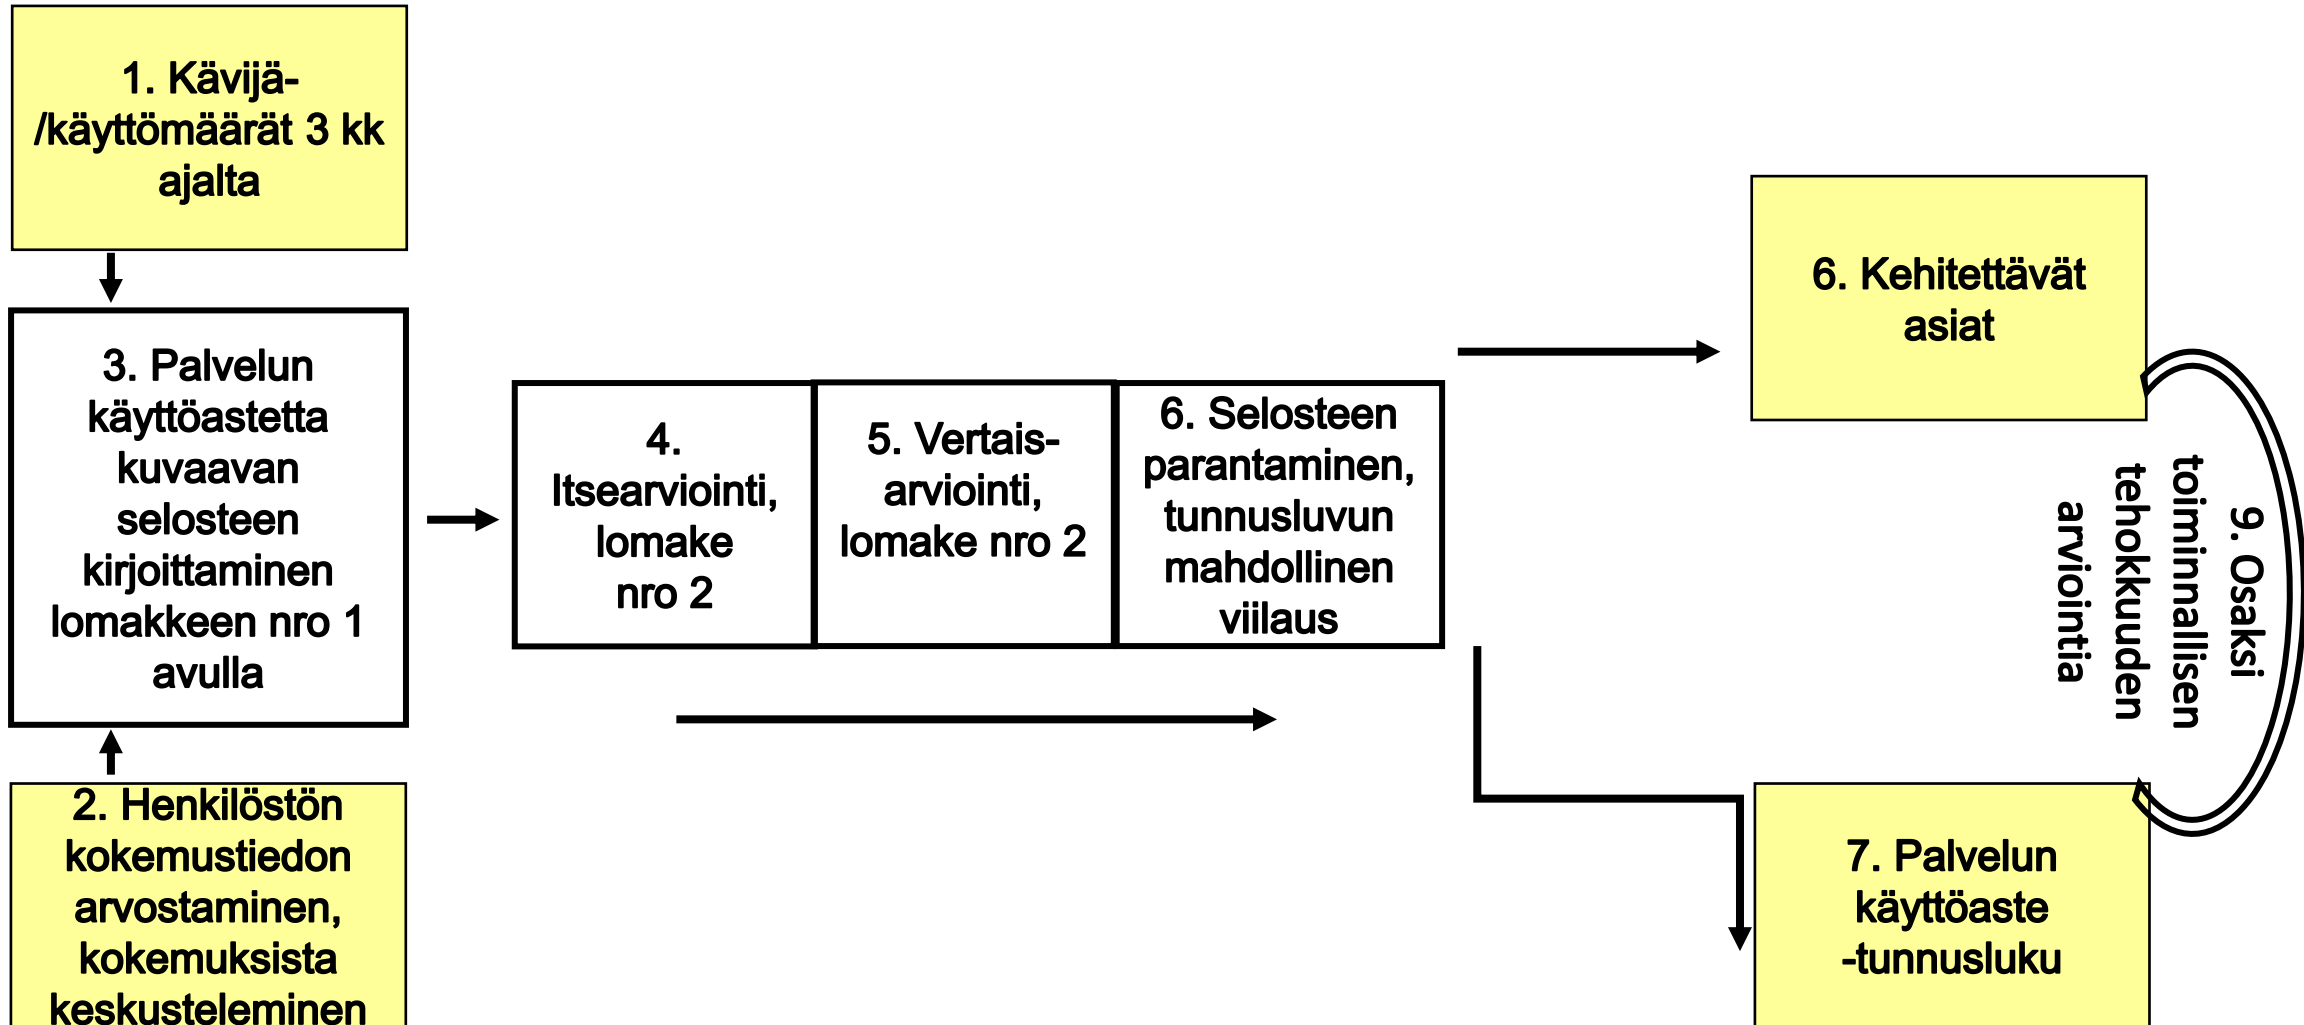 1. Kävijä-
/käyttömäärät 3 kk
ajalta
3. Palvelun
käyttöastetta
kuvaavan
selosteen
kirjoittaminen
lomakkeen nro 1
avulla
2. Henkilöstön
kokemustiedon
arvostaminen,
kokemuksista
keskusteleminen
4.
Itsearviointi,
lomake
nro 2
5. Vertais-
arviointi,
lomake nro 2
6. Selosteen
parantaminen,
tunnusluvun
mahdollinen
viilaus
6. Kehitettävät
asiat
9. Osaksi
toiminnallisen
tehokkuuden
arviointia
7. Palvelun
käyttöaste
-tunnusluku